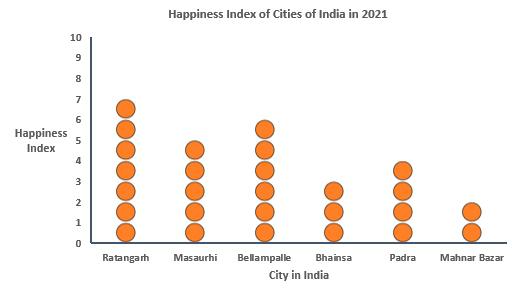 Happiness Index of Cities of India in 2021
10
9
8
7
6
5
4
3
2
1
0
Happiness
Index
Ratangarh Masaurhi Bellampalle Bhainsa Padra Mahnar Bazar
City in India